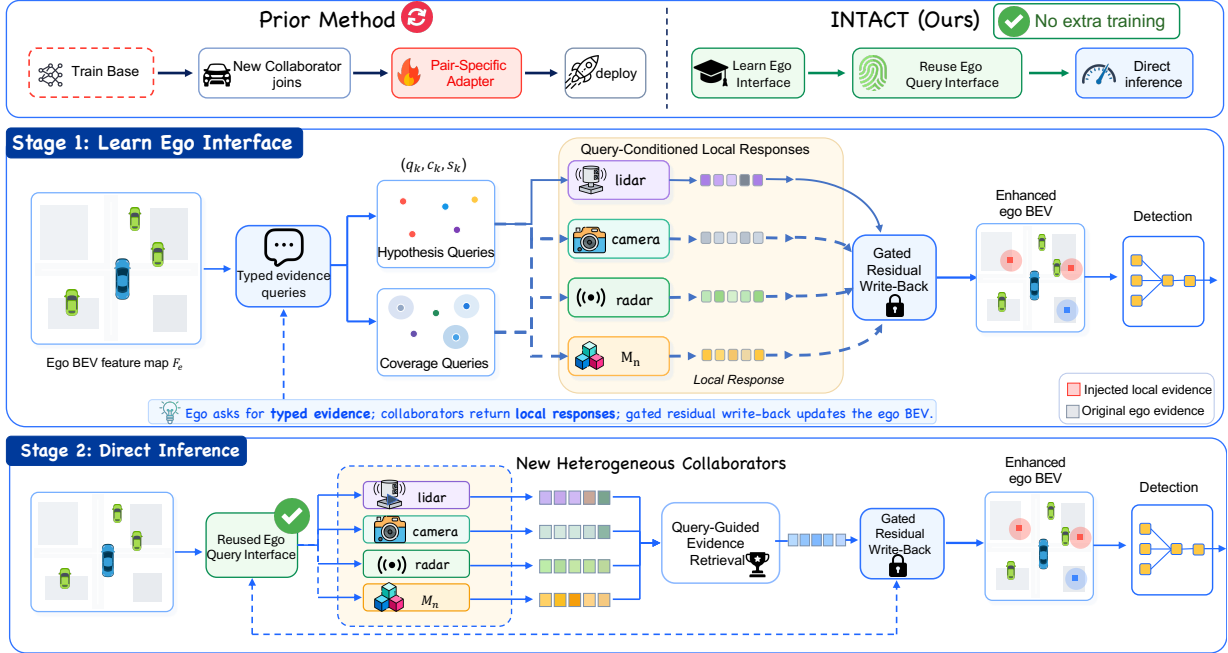 Prior Method
INTACT (Ours)
No extra training
Train Base
New Collaborator
joins
Pair-Specific
Adapter
deploy
Learn Ego
Interface
Reuse Ego
Query Interface
Direct
inference
Stage 1: Learn Ego Interface
(q_k, c_k, s_k)
Query-Conditioned Local Responses
Typed evidence
queries
Hypothesis Queries
Coverage Queries
lidar
camera
radar
M_n
Local Response
Gated
Residual
Write-Back
Enhanced
ego BEV
Detection
Ego BEV feature map F_e
Ego asks for typed evidence; collaborators return local responses; gated residual write-back updates the ego BEV.
Injected local evidence
Original ego evidence
Stage 2: Direct Inference
New Heterogeneous Collaborators
Reused Ego
Query Interface
lidar
camera
radar
M_n
Query-Guided
Evidence
Retrieval
Gated
Residual
Write-Back
Enhanced
ego BEV
Detection